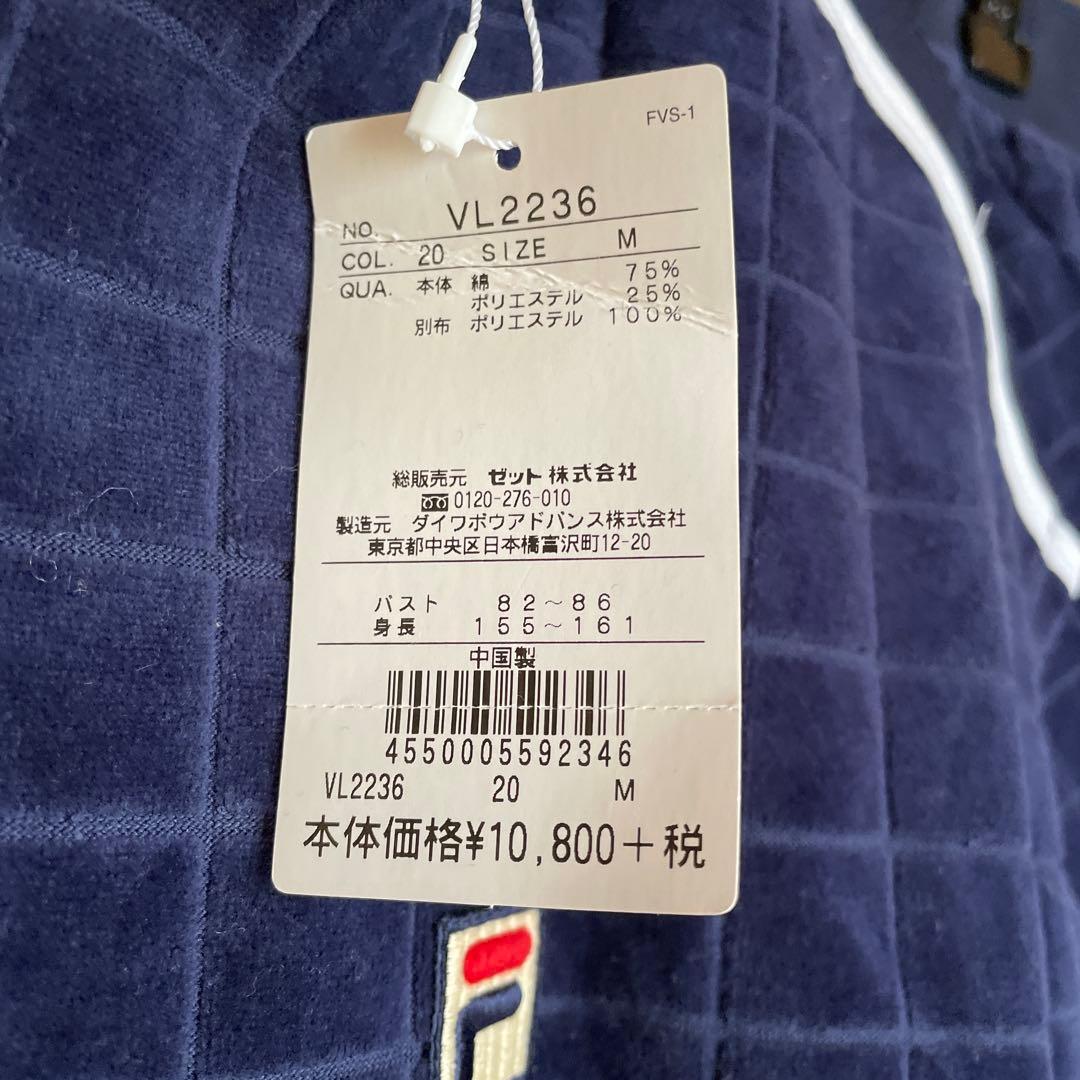 FVS-1
NO. VL2236
COL. 20 SIZE M
QUA. 本体 綿 75%
ポリエステル 25%
別布 ポリエステル 100%
総販売元 ゼット株式会社
0120-276-010
製造元 ダイワボウアドバンス株式会社
東京都中央区日本橋富沢町12-20
バスト 82~86
身長 155~161
中国製
4550005592346
VL2236 20 M
本体価格¥10,800+税